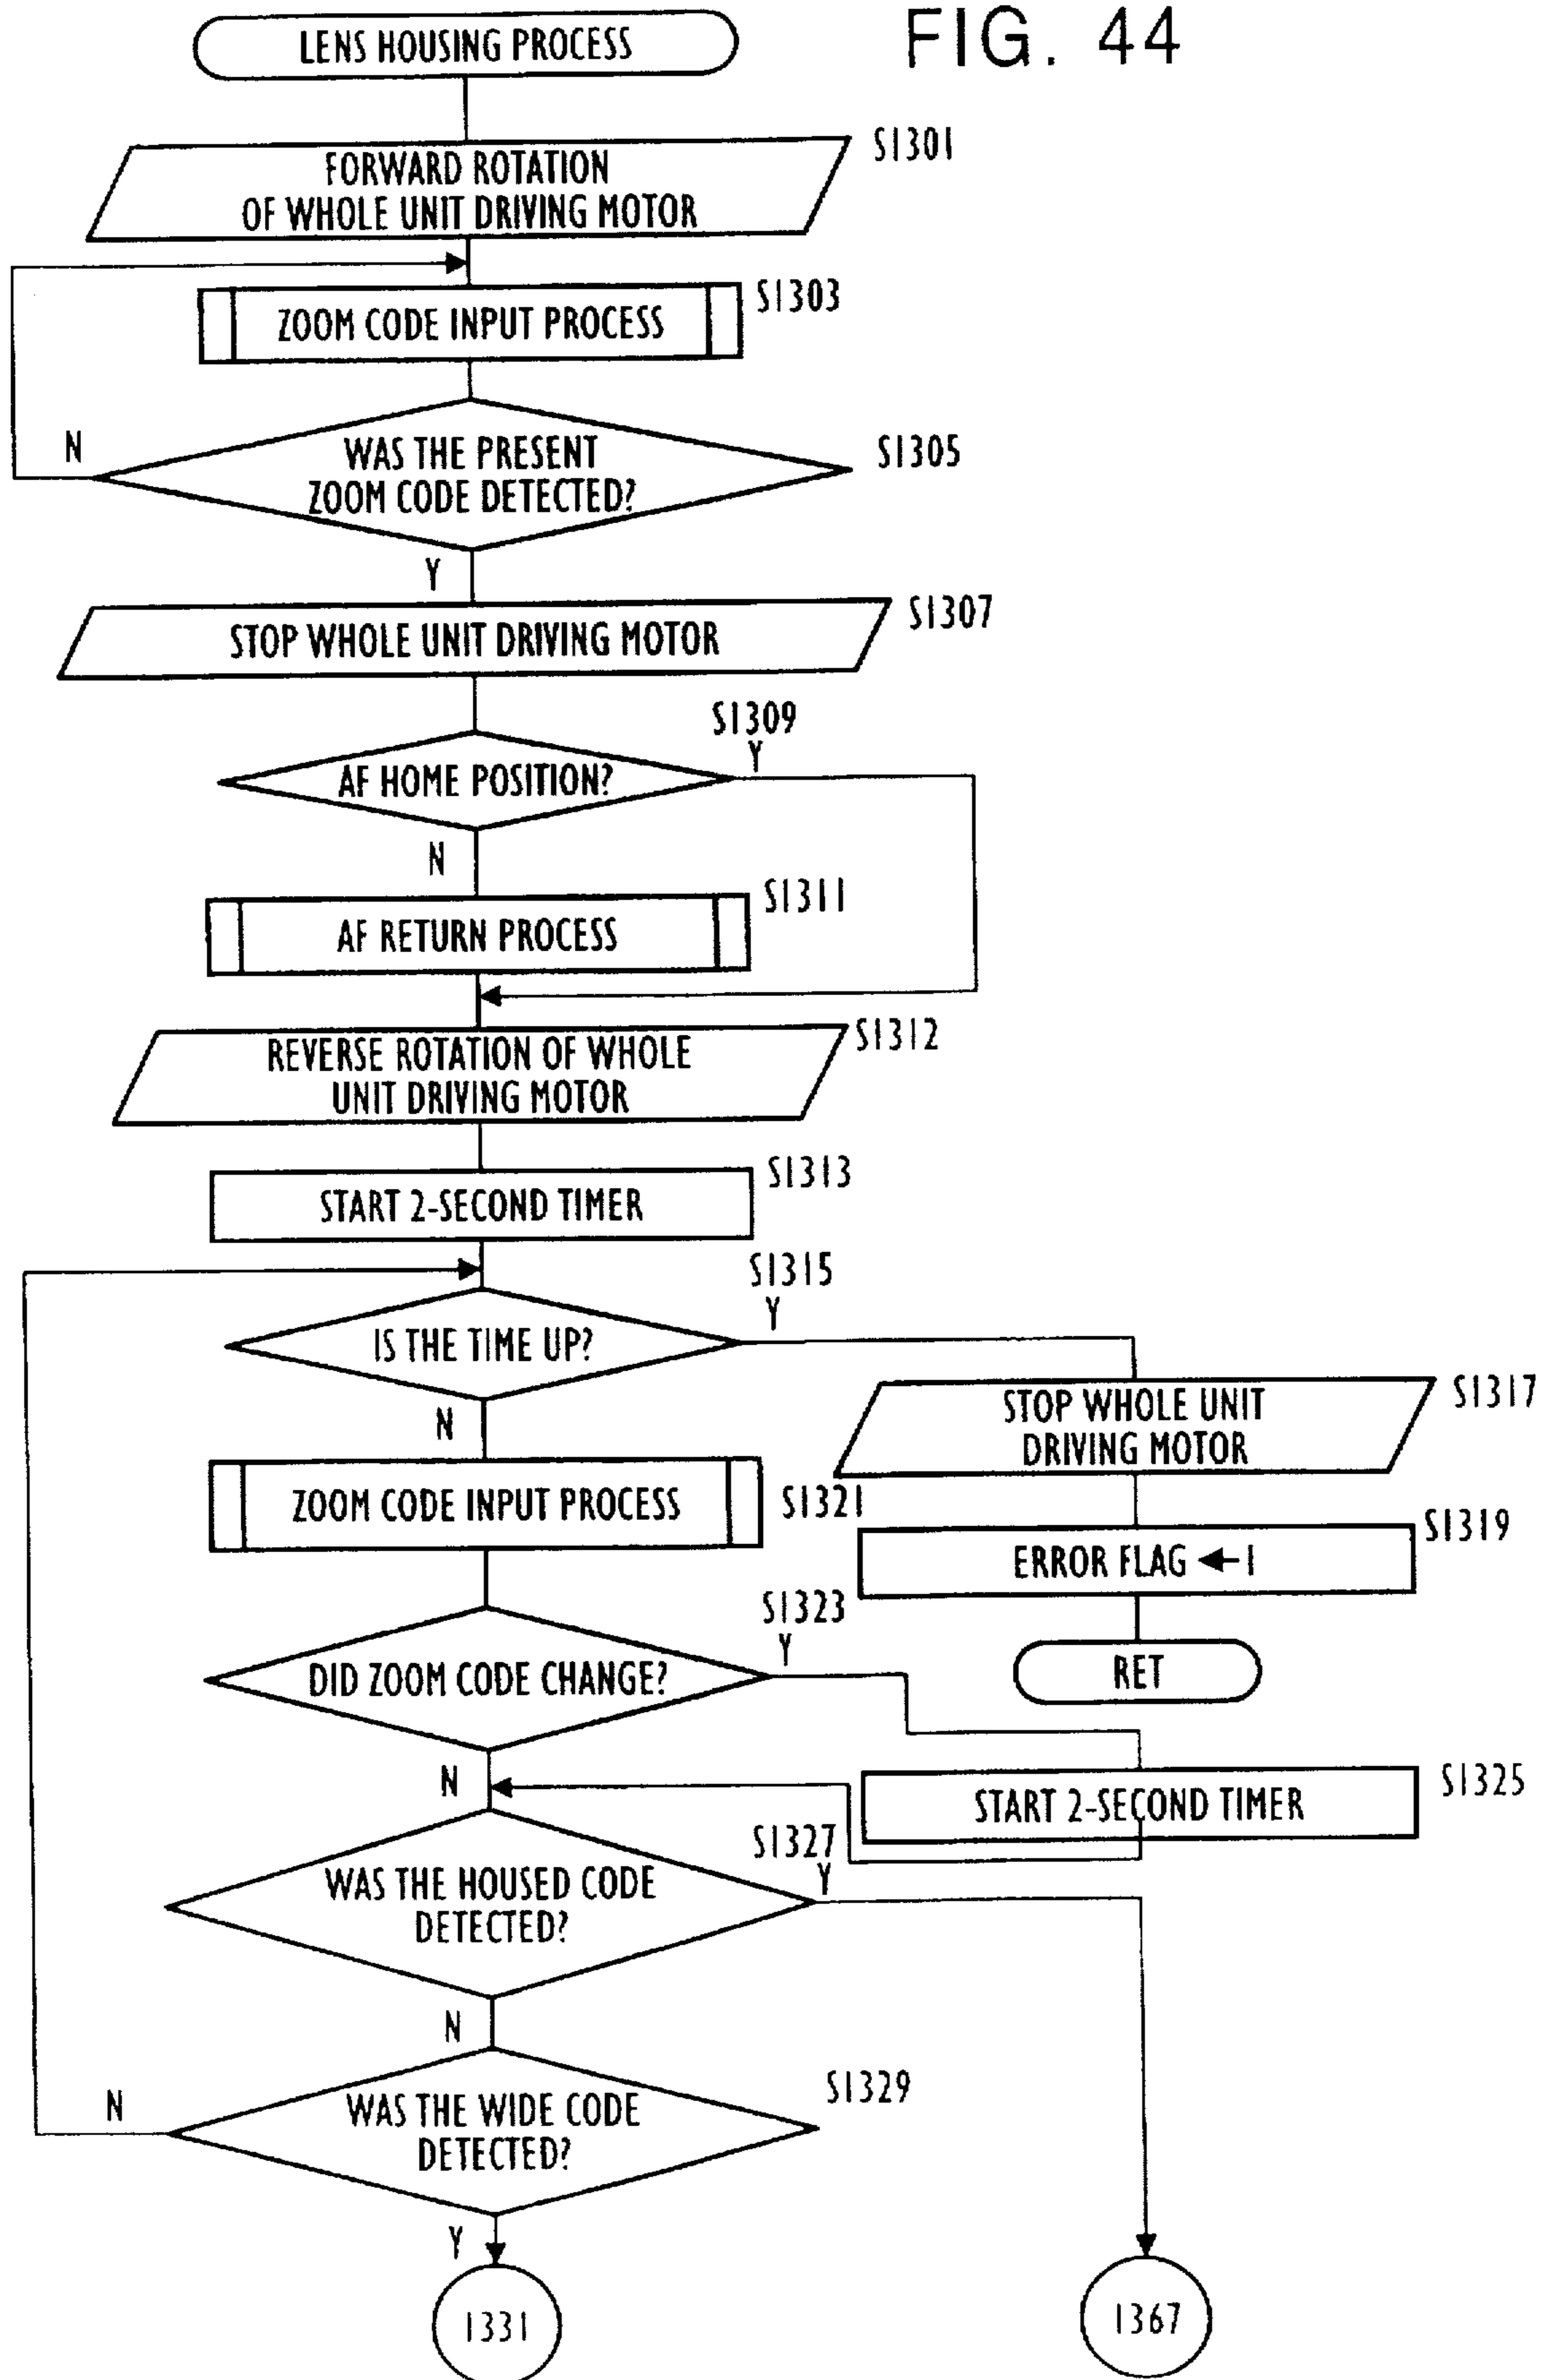 FIG. 44
LENS HOUSING PROCESS
S1301
FORWARD ROTATION
OF WHOLE UNIT DRIVING MOTOR
S1303
ZOOM CODE INPUT PROCESS
N
WAS THE PRESENT
ZOOM CODE DETECTED?
S1305
Y
S1307
STOP WHOLE UNIT DRIVING MOTOR
S1309
Y
AF HOME POSITION?
N
S1311
AF RETURN PROCESS
S1312
REVERSE ROTATION OF WHOLE
UNIT DRIVING MOTOR
S1313
START 2-SECOND TIMER
S1315
Y
IS THE TIME UP?
N
S1317
STOP WHOLE UNIT
DRIVING MOTOR
ZOOM CODE INPUT PROCESS
S1321
S1319
ERROR FLAG ←1
S1323
Y
DID ZOOM CODE CHANGE?
RET
N
S1325
START 2-SECOND TIMER
S1327
Y
WAS THE HOUSED CODE
DETECTED?
N
S1329
N
WAS THE WIDE CODE
DETECTED?
Y
1331
1367